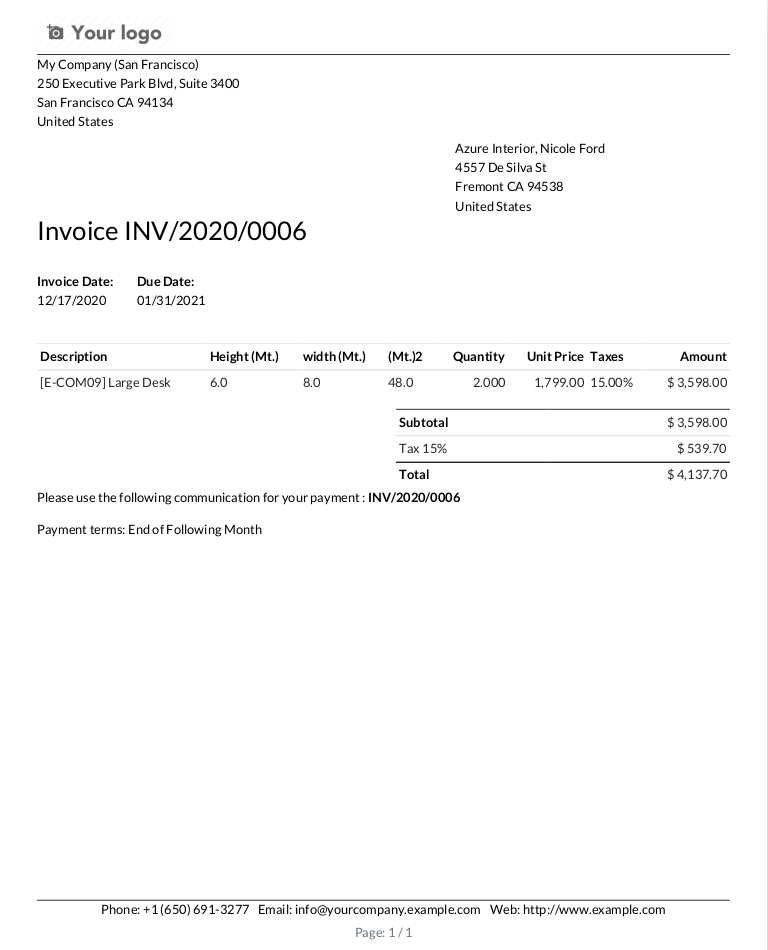 Your logo
My Company (San Francisco)
250 Executive Park Blvd, Suite 3400
San Francisco CA 94134
United States
Azure Interior, Nicole Ford
4557 De Silva St
Fremont CA 94538
United States
Invoice INV/2020/0006
Invoice Date: Due Date:
12/17/2020 01/31/2021
Description Height (Mt.) width (Mt.) (Mt.)2 Quantity Unit Price Taxes Amount
[E-COM09] Large Desk 6.0 8.0 48.0 2.000 1,799.00 15.00% $ 3,598.00
Subtotal $ 3,598.00
Tax 15% $ 539.70
Total $ 4,137.70
Please use the following communication for your payment : INV/2020/0006
Payment terms: End of Following Month
Phone: +1 (650) 691-3277 Email: info@yourcompany.example.com Web: http://www.example.com
Page: 1 / 1